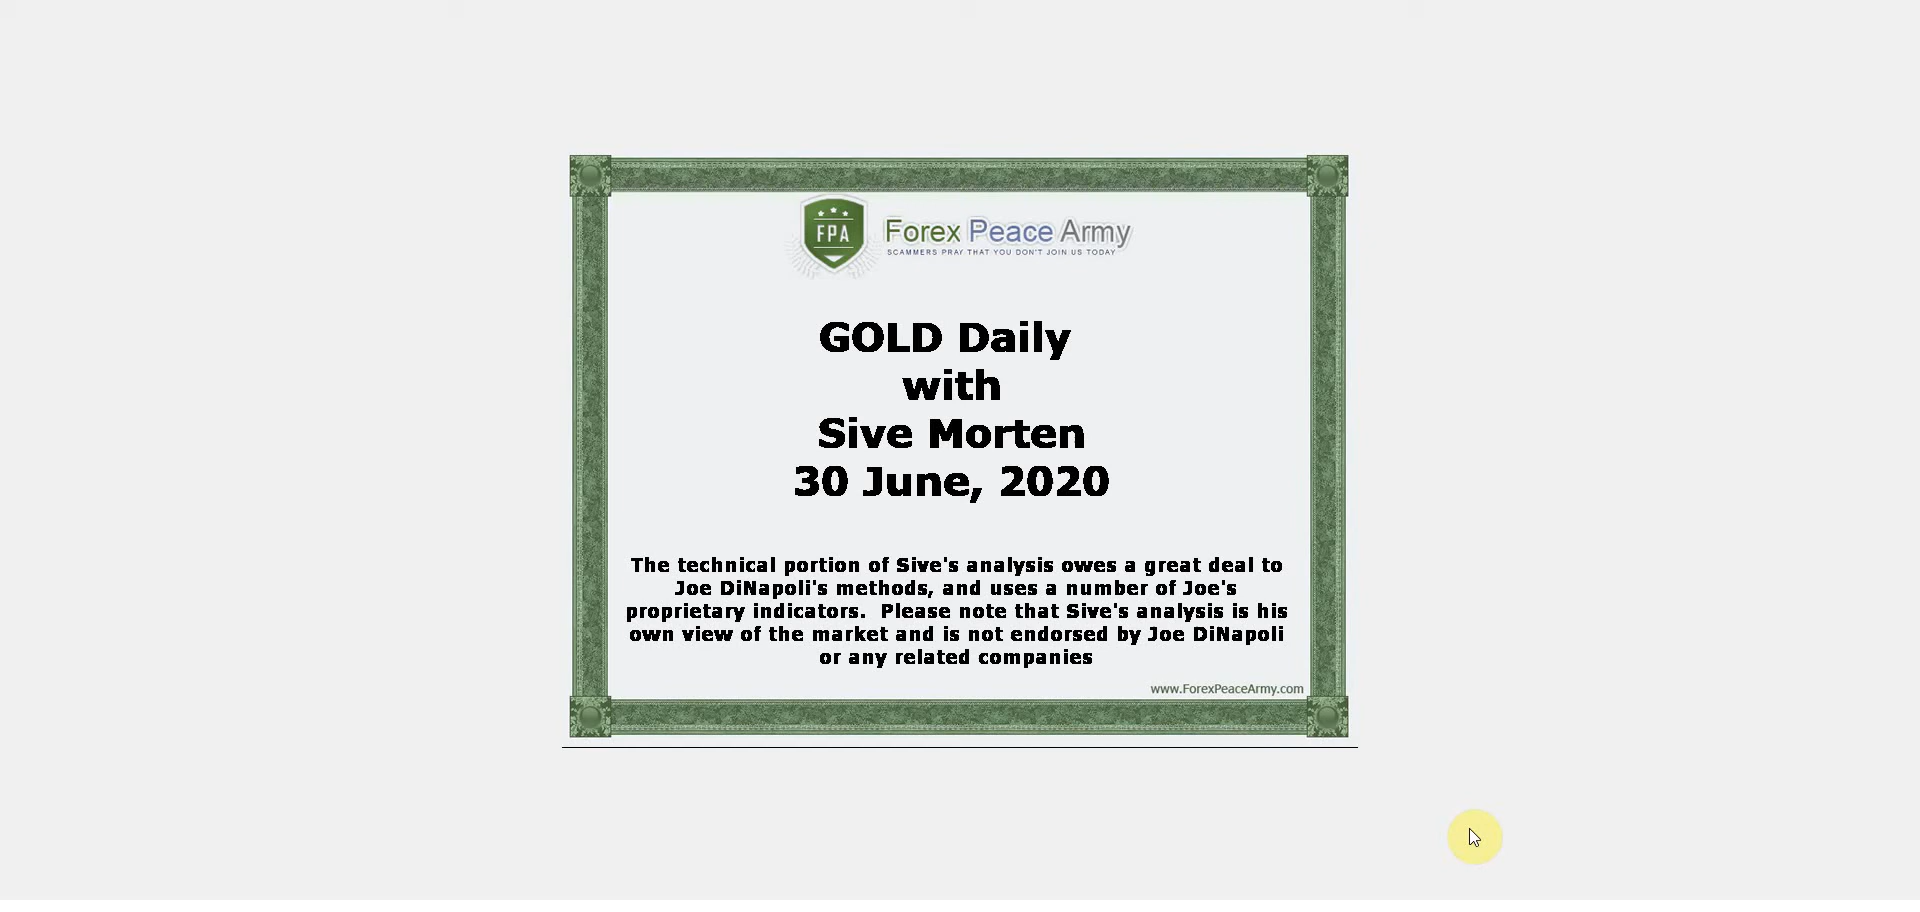 FPA
Forex Peace Army
SCAMMERS PRAY THAT YOU DON'T JOIN US TODAY
GOLD Daily
with
Sive Morten
30 June, 2020
The technical portion of Sive's analysis owes a great deal to
Joe DiNapoli's methods, and uses a number of Joe's
proprietary indicators.  Please note that Sive's analysis is his
own view of the market and is not endorsed by Joe DiNapoli
or any related companies
www.ForexPeaceArmy.com